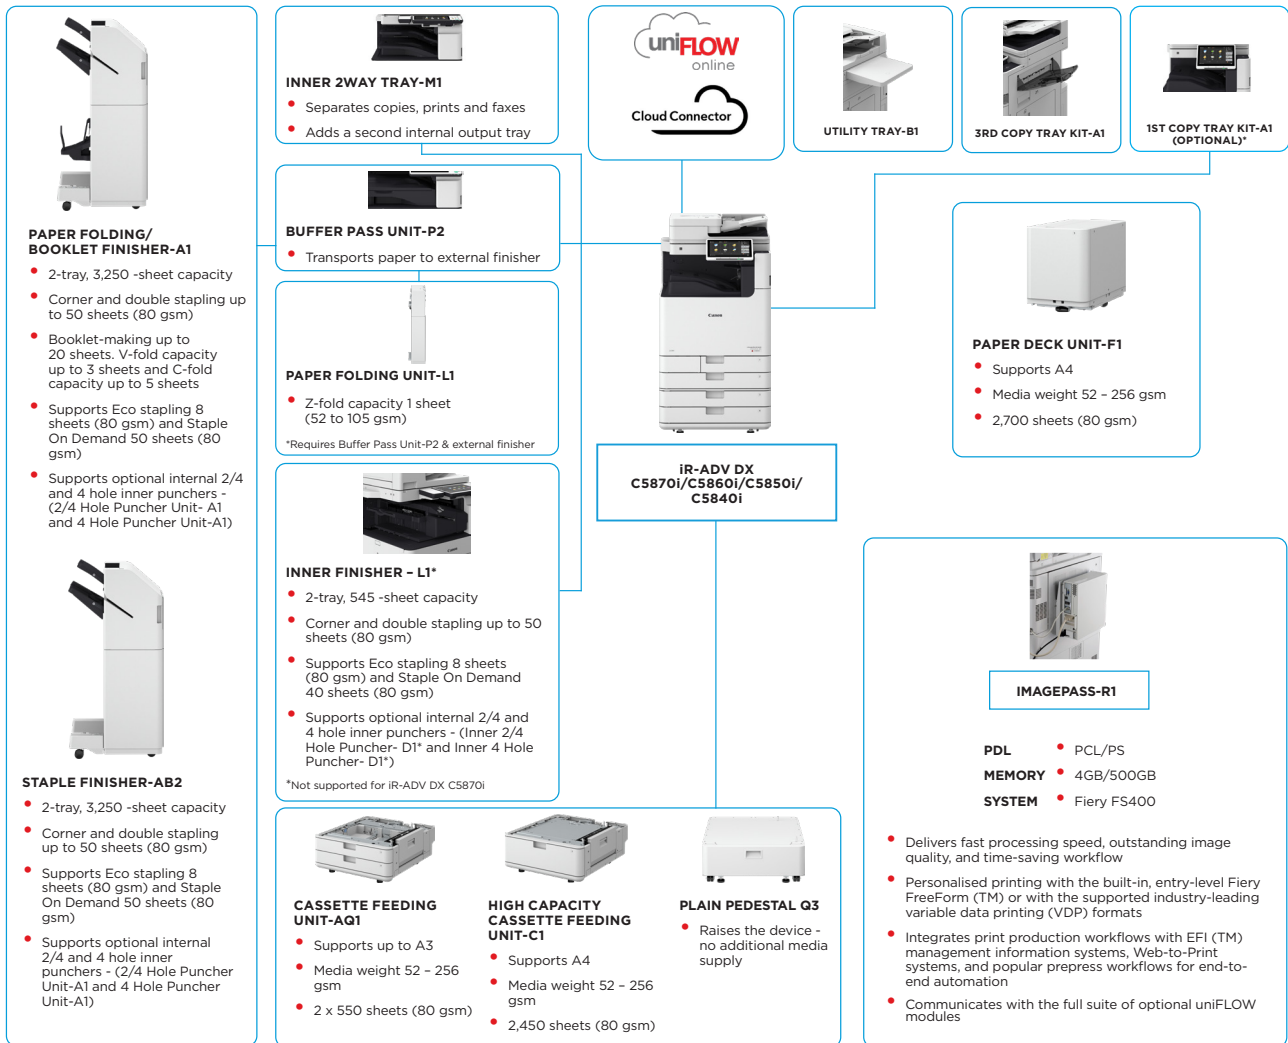 PAPER FOLDING/
BOOKLET FINISHER-A1
• 2-tray, 3,250 -sheet capacity
• Corner and double stapling up
to 50 sheets (80 gsm)
• Booklet-making up to
20 sheets. V-fold capacity
up to 3 sheets and C-fold
capacity up to 5 sheets
• Supports Eco stapling 8
sheets (80 gsm) and Staple
On Demand 50 sheets (80
gsm)
• Supports optional internal 2/4
and 4 hole inner punchers -
(2/4 Hole Puncher Unit- A1
and 4 Hole Puncher Unit-A1)
STAPLE FINISHER-AB2
• 2-tray, 3,250 -sheet capacity
• Corner and double stapling
up to 50 sheets (80 gsm)
• Supports Eco stapling 8
sheets (80 gsm) and Staple
On Demand 50 sheets (80
gsm)
• Supports optional internal
2/4 and 4 hole inner
punchers - (2/4 Hole Puncher
Unit-A1 and 4 Hole Puncher
Unit-A1)
INNER 2WAY TRAY-M1
• Separates copies, prints and faxes
• Adds a second internal output tray
BUFFER PASS UNIT-P2
• Transports paper to external finisher
PAPER FOLDING UNIT-L1
• Z-fold capacity 1 sheet
(52 to 105 gsm)
*Requires Buffer Pass Unit-P2 & external finisher
Canon
INNER FINISHER – L1*
• 2-tray, 545 -sheet capacity
• Corner and double stapling up to 50
sheets (80 gsm)
• Supports Eco stapling 8 sheets
(80 gsm) and Staple On Demand
40 sheets (80 gsm)
• Supports optional internal 2/4 and
4 hole inner punchers - (Inner 2/4
Hole Puncher- D1* and Inner 4 Hole
Puncher- D1*)
*Not supported for iR-ADV DX C5870i
uniFLOW
online
Cloud Connector
UTILITY TRAY-B1
3RD COPY TRAY KIT-A1
1ST COPY TRAY KIT-A1
(OPTIONAL)*
Canon
iR-ADV DX
C5870i/C5860i/C5850i/
C5840i
PAPER DECK UNIT-F1
• Supports A4
• Media weight 52 – 256 gsm
• 2,700 sheets (80 gsm)
CASSETTE FEEDING
UNIT-AQ1
• Supports up to A3
• Media weight 52 – 256
gsm
• 2 x 550 sheets (80 gsm)
HIGH CAPACITY
CASSETTE FEEDING
UNIT-C1
• Supports A4
• Media weight 52 – 256
gsm
• 2,450 sheets (80 gsm)
PLAIN PEDESTAL Q3
• Raises the device -
no additional media
supply
IMAGEPASS-R1
PDL • PCL/PS
MEMORY • 4GB/500GB
SYSTEM • Fiery FS400
• Delivers fast processing speed, outstanding image
quality, and time-saving workflow
• Personalised printing with the built-in, entry-level Fiery
FreeForm (TM) or with the supported industry-leading
variable data printing (VDP) formats
• Integrates print production workflows with EFI (TM)
management information systems, Web-to-Print
systems, and popular prepress workflows for end-to-
end automation
• Communicates with the full suite of optional uniFLOW
modules